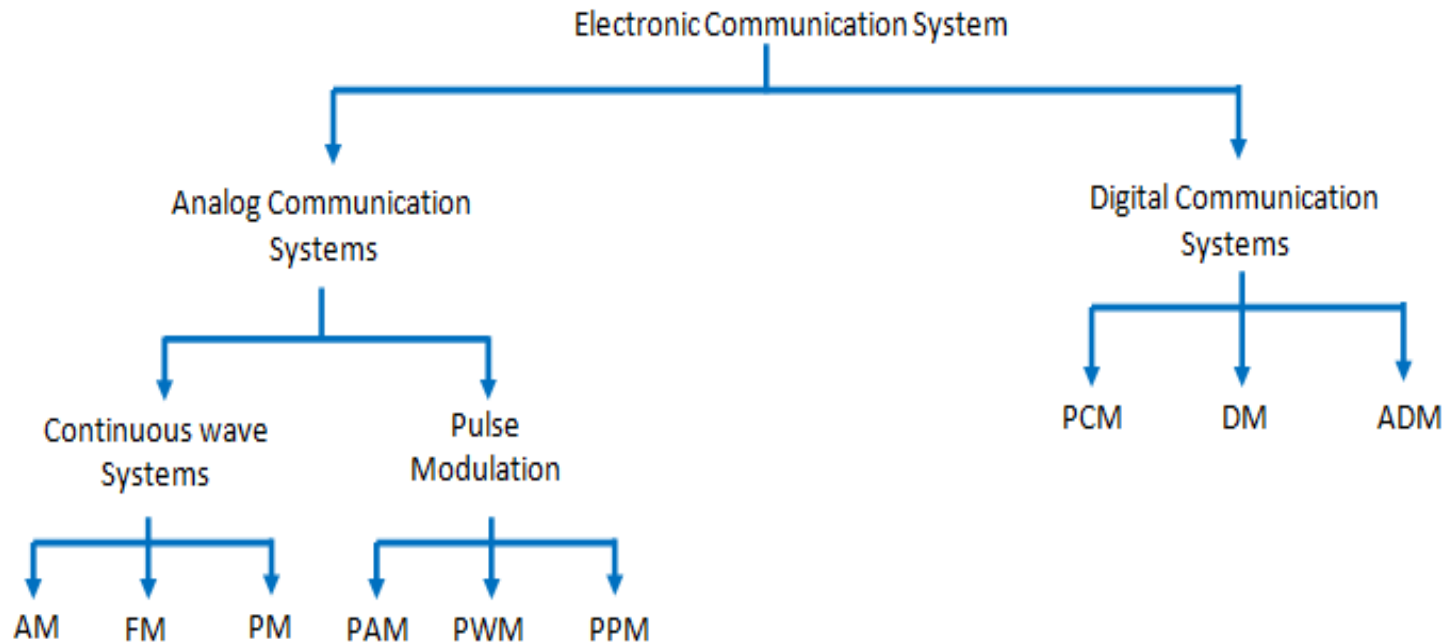 Electronic Communication System
Analog Communication
Systems
Digital Communication
Systems
Continuous wave
Systems
Pulse
Modulation
PCM
DM
ADM
AM
FM
PM
PAM
PWM
PPM